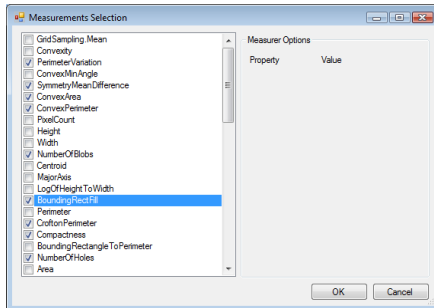 Measurements Selection
GridSampling.Mean
Convexity
PerimeterVariation
ConvexMinAngle
SymmetryMeanDifference
ConvexArea
ConvexPerimeter
PixelCount
Height
Width
NumberOfBlobs
Centroid
MajorAxis
LogOfHeightToWidth
BoundingRectFill
Perimeter
CroftonPerimeter
Compactness
BoundingRectangleToPerimeter
NumberOfHoles
Area
Measurer Options
Property Value
OK Cancel